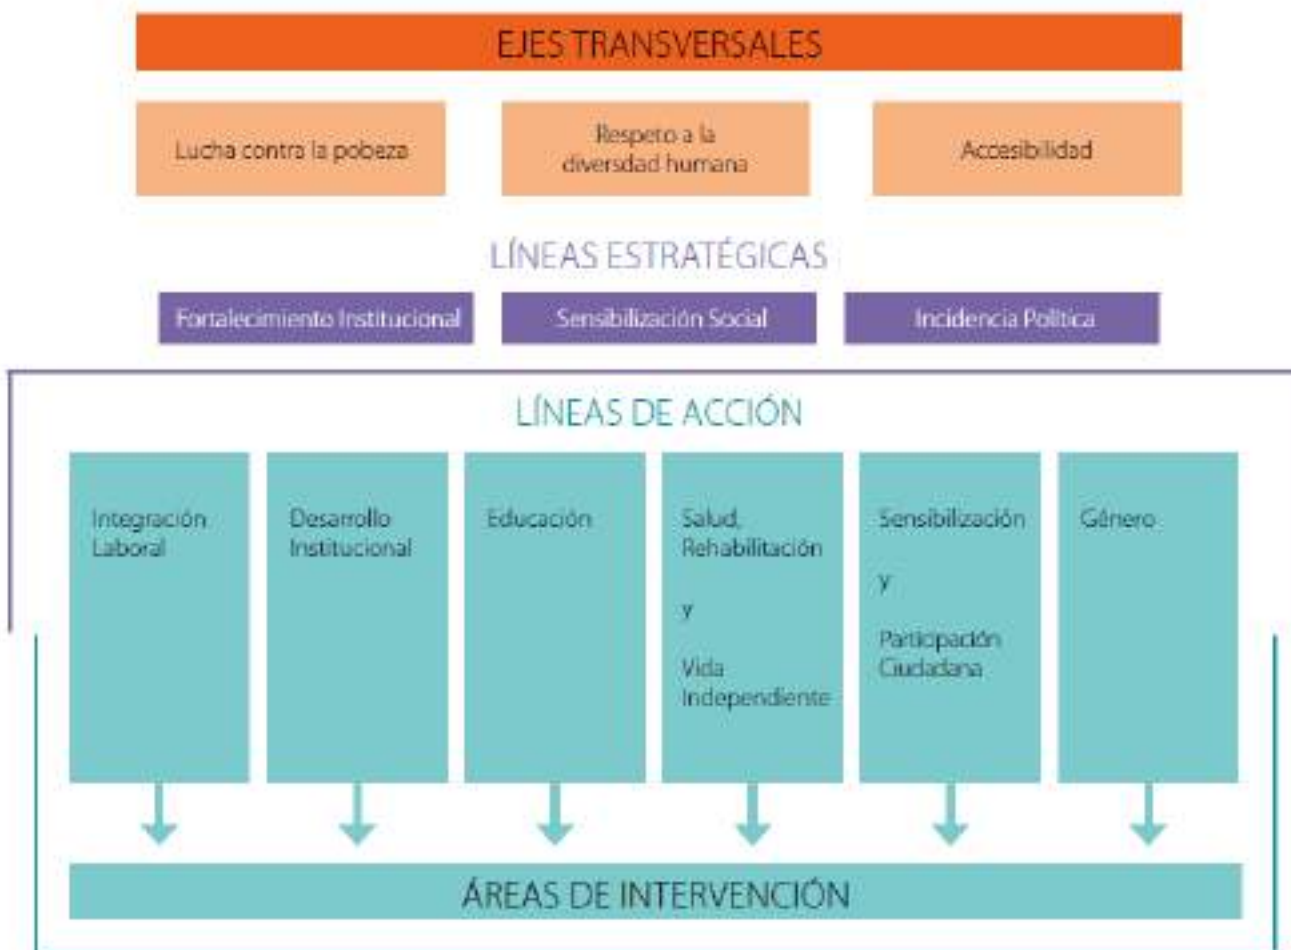 EJES TRANSVERSALES
Lucha contra la pobeza
Respeto a la
diversdad humana
Accesibilidad
LÍNEAS ESTRATÉGICAS
Fortalecimiento Institucional
Sensibilización Social
Incidencia Política
LÍNEAS DE ACCIÓN
Integración
Laboral
Desarrollo
Institucional
Educación
Salud,
Rehabilitación
y
Vida
Independiente
Sensibilización
y
Participación
Ciudadana
Género
ÁREAS DE INTERVENCIÓN